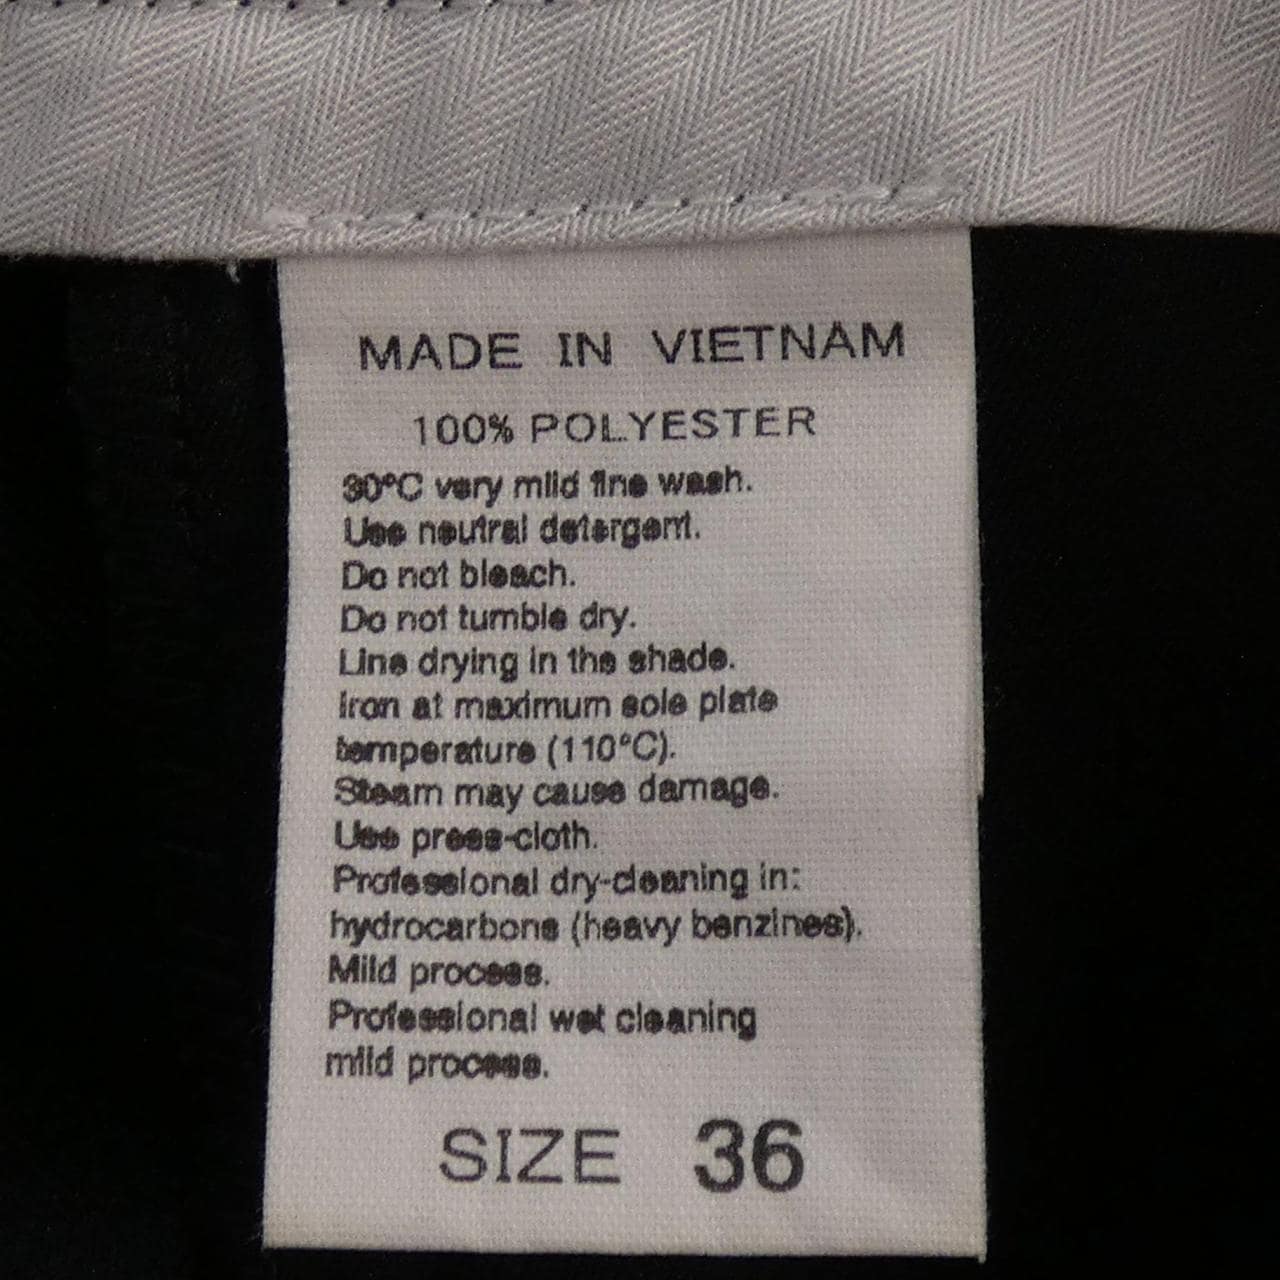 MADE IN VIETNAM
100% POLYESTER
30°C very mild fine wash.
Use neutral detergent.
Do not bleach.
Do not tumble dry.
Line drying in the shade.
Iron at maximum sole plate
temperature (110°C).
Steam may cause damage.
Use press-cloth.
Professional dry-cleaning in:
hydrocarbons (heavy benzines).
Mild process.
Professional wet cleaning
mild process.
SIZE 36